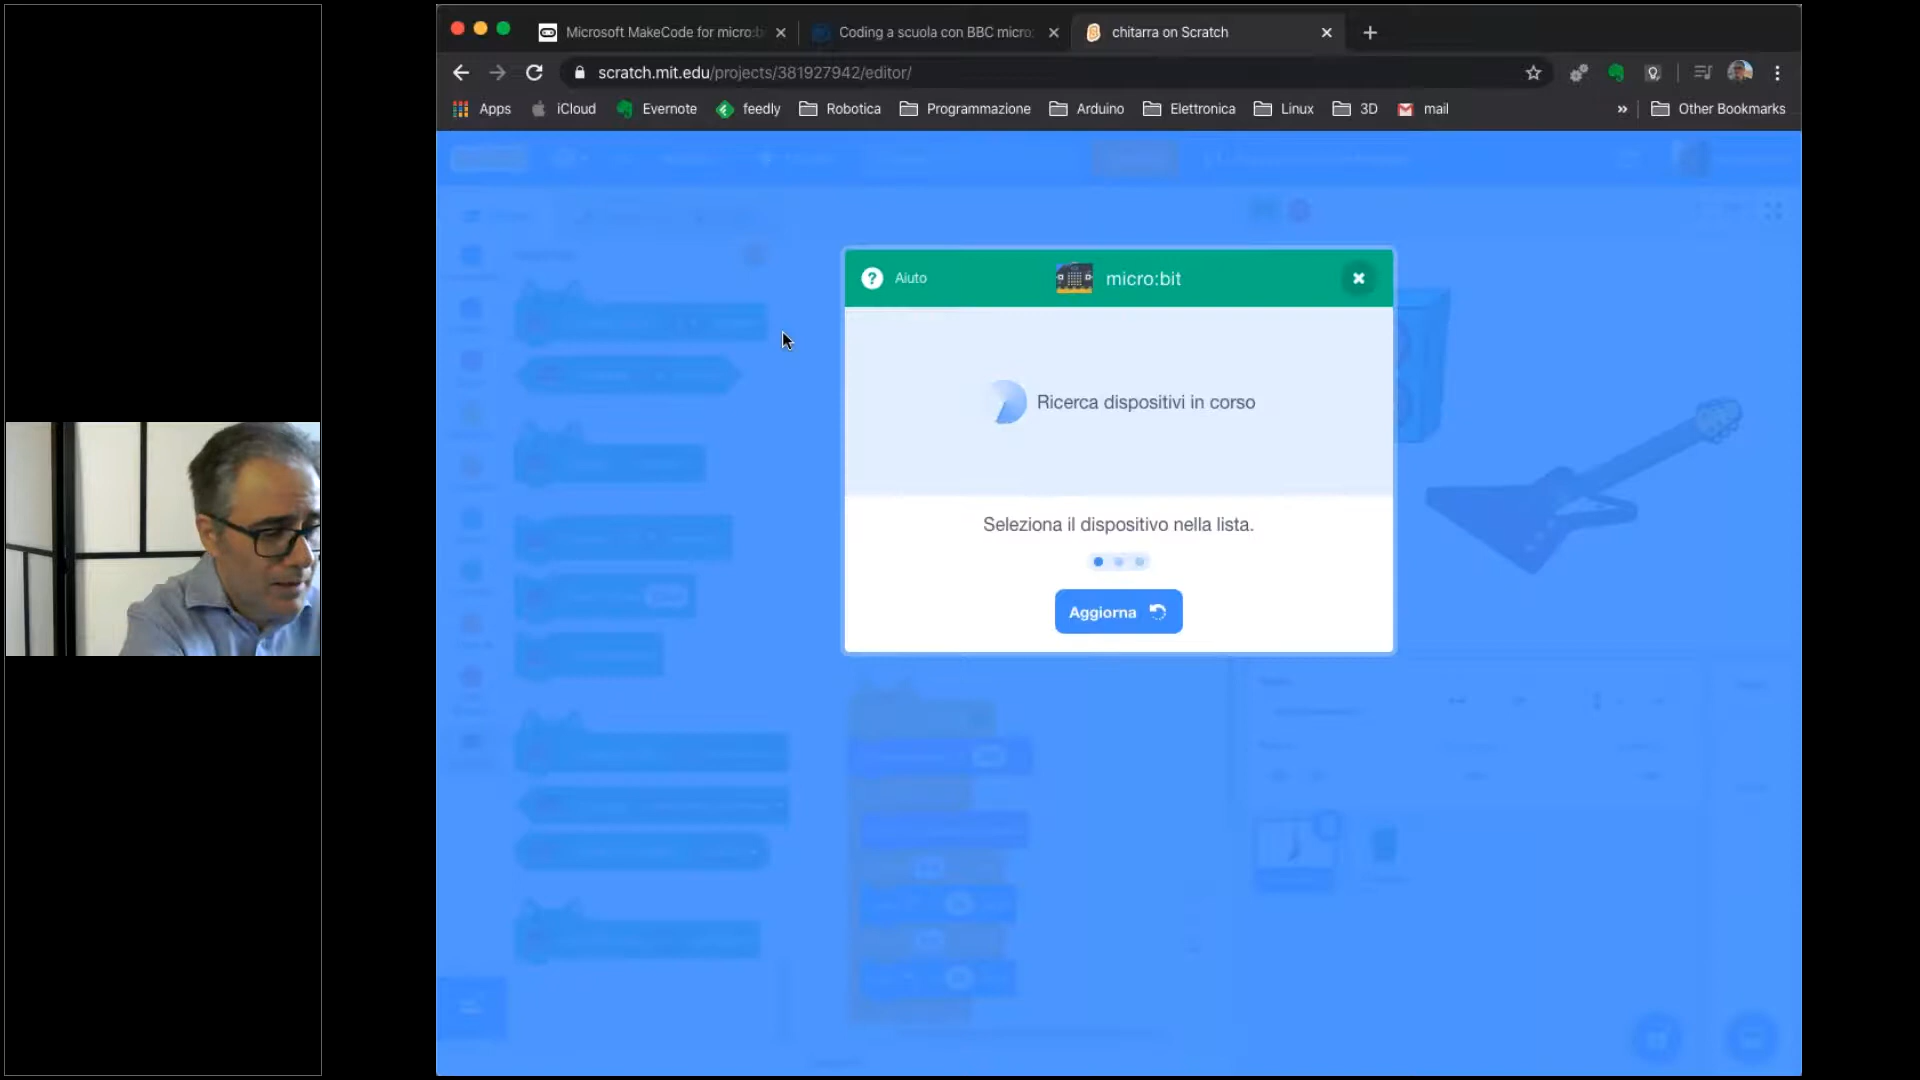 Microsoft MakeCode for micro:b
Coding a scuola con BBC micro:
chitarra on Scratch
scratch.mit.edu/projects/381927942/editor/
Apps
iCloud
Evernote
feedly
Robotica
Programmazione
Arduino
Elettronica
Linux
3D
mail
»
Other Bookmarks
? Aiuto
micro:bit
Ricerca dispositivi in corso
Seleziona il dispositivo nella lista.
Aggiorna